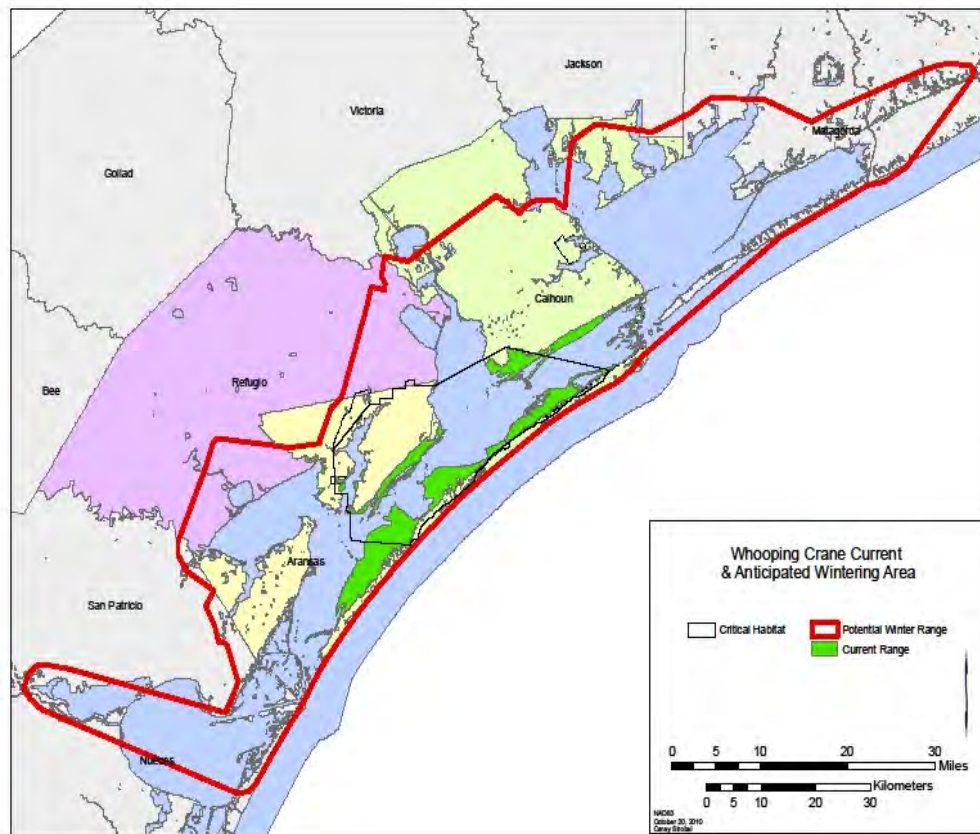 Jackson
Victoria
Matagorda
Goliad
Calhoun
Bee
Refugio
Aransas
San Patricio
Nueces
Whooping Crane Current
& Anticipated Wintering Area
Critical Habitat
Potential Winter Range
Current Range
0 5 10 20 30
Miles
Kilometers
0 5 10 20 30
NAD83
October 20, 2010